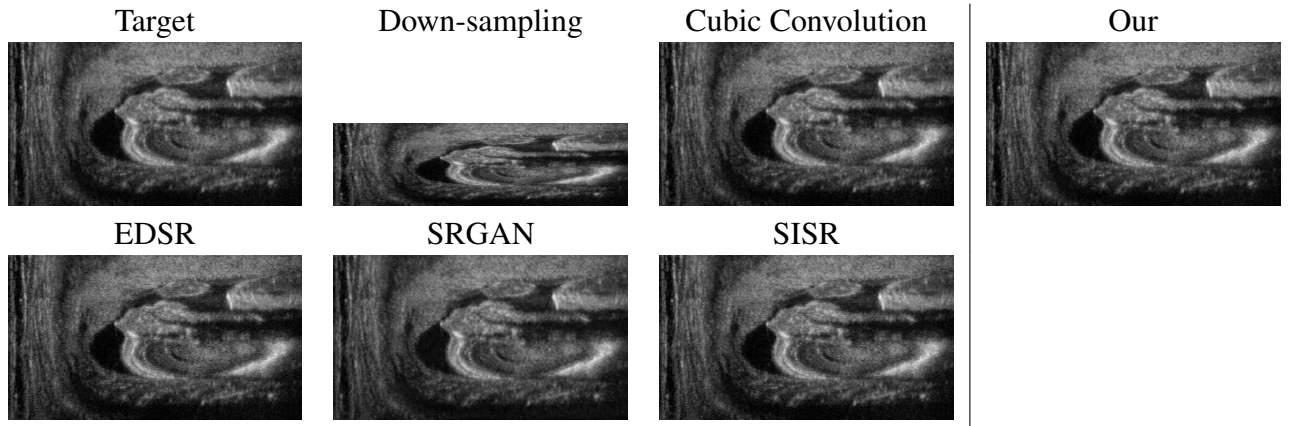 Target Down-sampling Cubic Convolution Our
EDSR SRGAN SISR